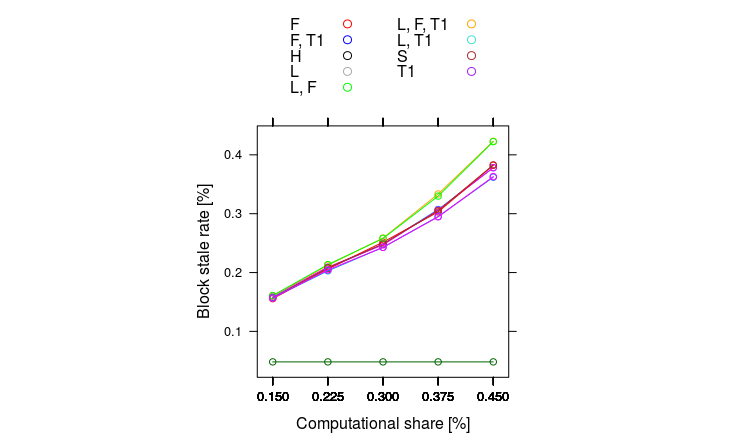 F
F, T1
H
L
L, F
L, F, T1
L, T1
S
T1
0.4
0.3
0.2
0.1
Block stale rate [%]
0.150 0.225 0.300 0.375 0.450
Computational share [%]